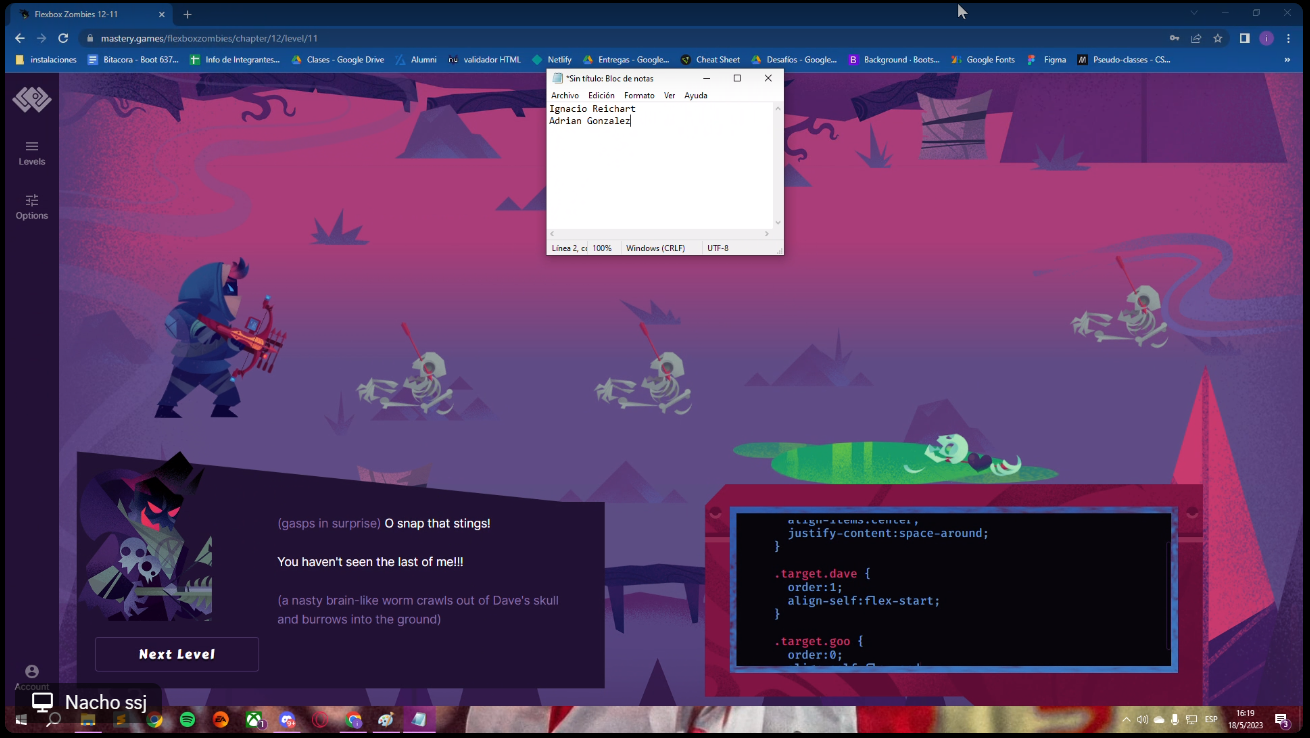 Flexbox Zombies 12-11
mastery.games/flexboxzombies/chapter/12/level/11
instalaciones
Bitacora - Boot 637...
Info de Integrantes...
Clases - Google Drive
Alumni
validador HTML
Netlify
Entregas - Google...
Cheat Sheet
Desafíos - Google...
Background · Boots...
Google Fonts
Figma
Pseudo-classes - CS...
*Sin título: Bloc de notas
Archivo Edición Formato Ver Ayuda
Ignacio Reichart
Adrian Gonzalez
Línea 2, c
100%
Windows (CRLF)
UTF-8
Levels
Options
(gasps in surprise) O snap that stings!
You haven't seen the last of me!!!
(a nasty brain-like worm crawls out of Dave's skull
and burrows into the ground)
Next Level
align-items:center;
justify-content:space-around;
}
.target.dave {
order:1;
align-self:flex-start;
}
.target.goo {
order:0;
Account
Nacho ssj
ESP
16:19
18/5/2023
3